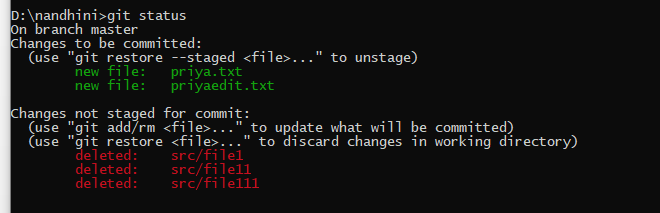 D:\nandhini>git status
On branch master
Changes to be committed:
  (use "git restore --staged <file>..." to unstage)
        new file:   priya.txt
        new file:   priyaedit.txt

Changes not staged for commit:
  (use "git add/rm <file>..." to update what will be committed)
  (use "git restore <file>..." to discard changes in working directory)
        deleted:    src/file1
        deleted:    src/file11
        deleted:    src/file111